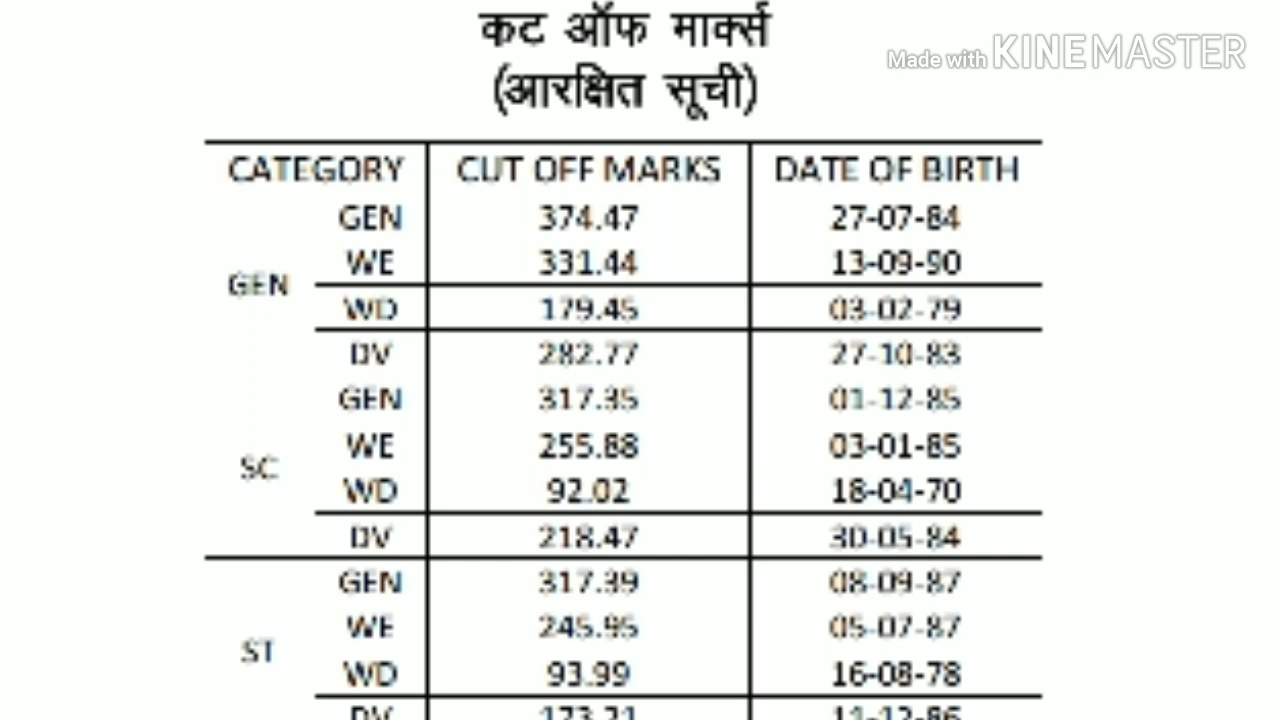 कट ऑफ मार्क्स
Made with KINEMASTER
(आरक्षित सूची)
CATEGORY CUT OFF MARKS DATE OF BIRTH
GEN 374.47 27-07-84
WE 331.44 13-09-90
GEN
WD 179.45 03-02-79
DV 282.77 27-10-83
GEN 317.35 01-12-85
WE 255.88 03-01-85
SC
WD 92.02 18-04-70
DV 218.47 30-05-84
GEN 317.39 08-09-87
WE 245.95 05-07-87
ST
WD 93.99 16-08-78
DV 173.21 11-12-86